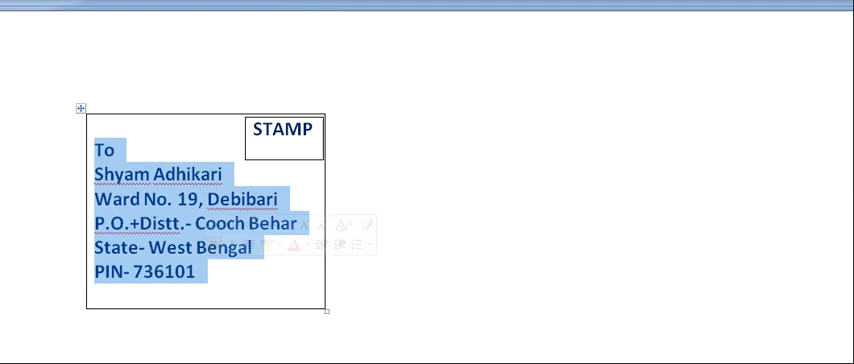 STAMP
To
Shyam Adhikari
Ward No. 19, Debibari
P.O.+Distt.- Cooch Behar
State- West Bengal
PIN- 736101